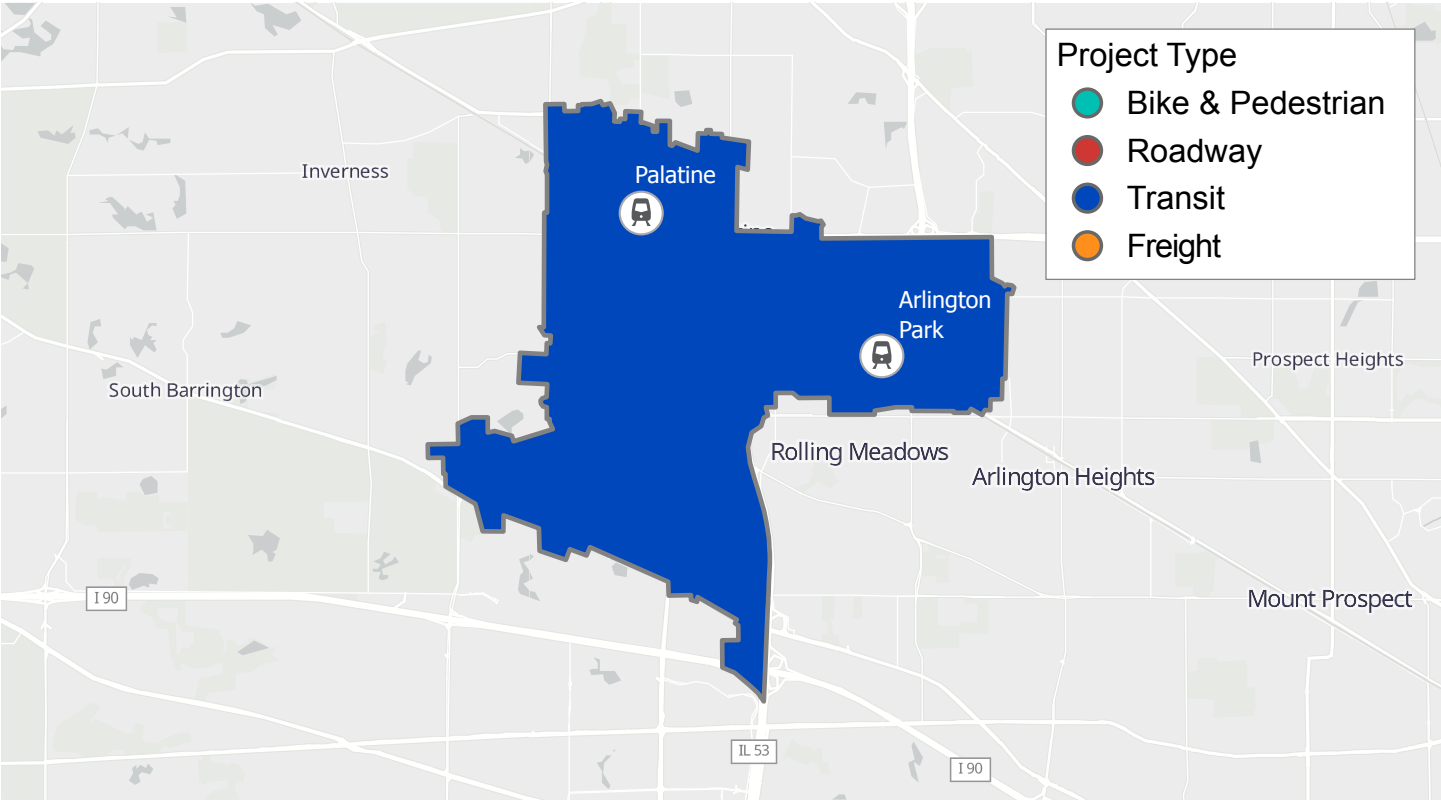 Project Type
Bike & Pedestrian
Roadway
Transit
Freight
Inverness
Palatine
Arlington
Park
Prospect Heights
South Barrington
Rolling Meadows
Arlington Heights
I 90
Mount Prospect
IL 53
I 90